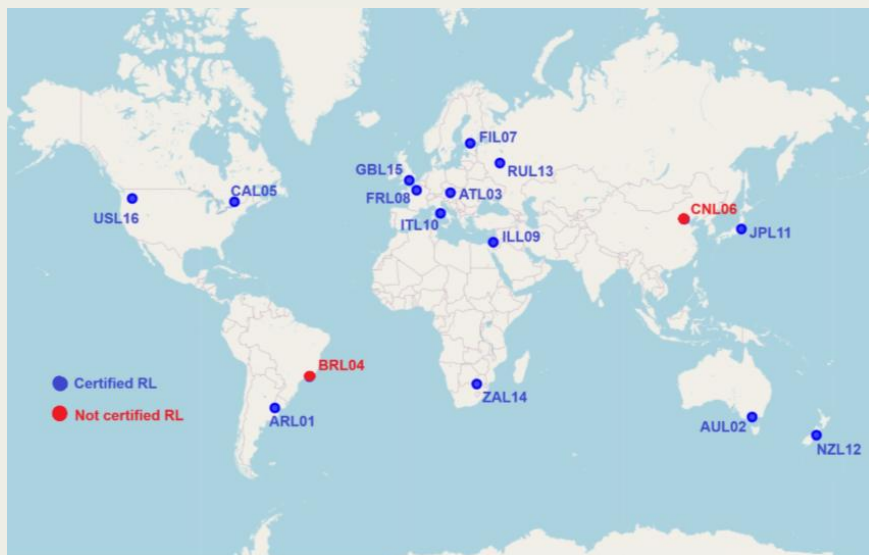 FIL07
GBL15
RUL13
CAL05
FRL08
ATL03
USL16
CNL06
ITL10
JPL11
ILL09
BRL04
Certified RL
ZAL14
Not certified RL
ARL01
AUL02
NZL12